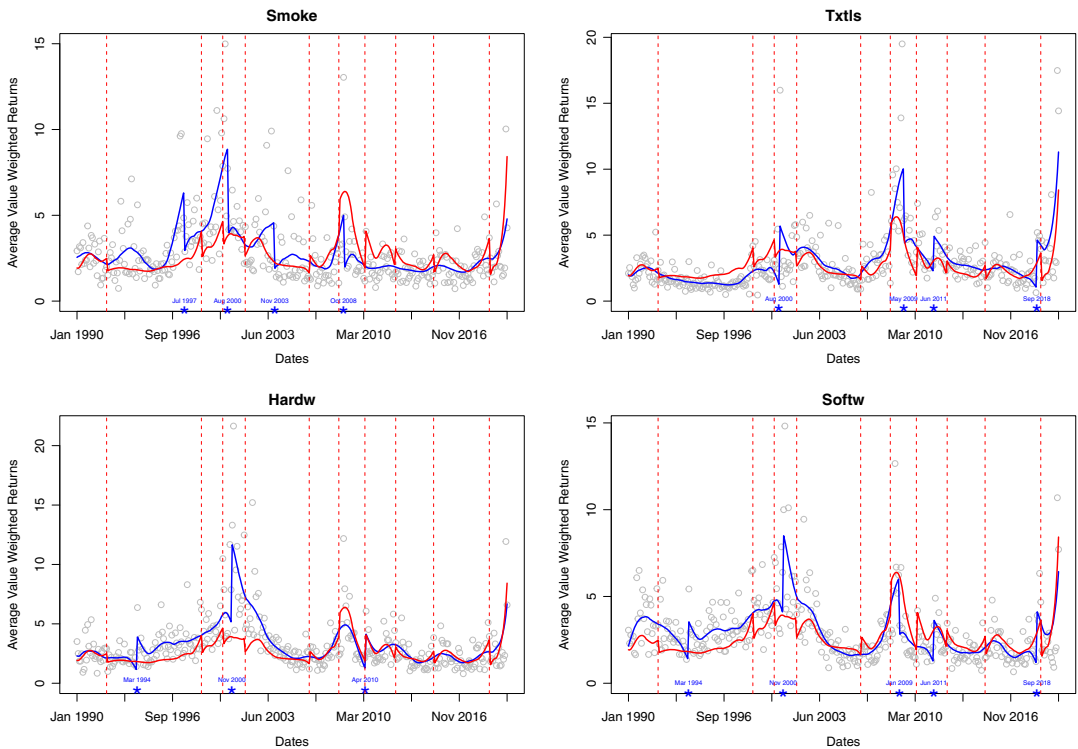 Smoke
Average Value Weighted Returns
15
10
5
0
Jul 1997 Aug 2000 Nov 2003 Oct 2008
* * * *
Jan 1990 Sep 1996 Jun 2003 Mar 2010 Nov 2016
Dates
Txtls
Average Value Weighted Returns
20
15
10
5
0
Aug 2000 May 2009 Jun 2011 Sep 2018
* * * *
Jan 1990 Sep 1996 Jun 2003 Mar 2010 Nov 2016
Dates
Hardw
Average Value Weighted Returns
20
15
10
5
0
Mar 1994 Nov 2000 Apr 2010
* * *
Jan 1990 Sep 1996 Jun 2003 Mar 2010 Nov 2016
Dates
Softw
Average Value Weighted Returns
15
10
5
0
Mar 1994 Nov 2000 Jan 2009 Jun 2011 Sep 2018
* * * * *
Jan 1990 Sep 1996 Jun 2003 Mar 2010 Nov 2016
Dates